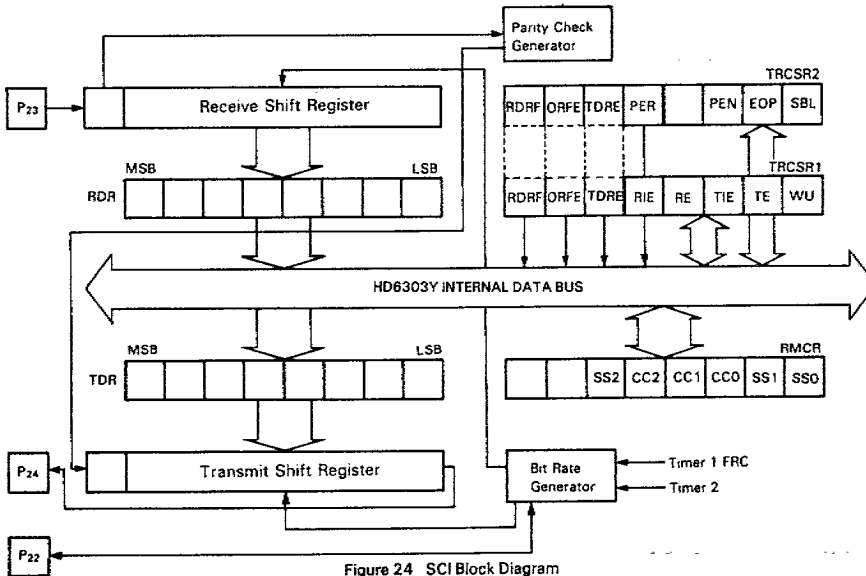 Parity Check
Generator
TRCSR2
P23
Receive Shift Register
RDRF ORFE TDRE PER PEN EOP SBL
MSB LSB
TRCSR1
RDR
RDRF ORFE TDRE RIE RE TIE TE WU
HD6303Y INTERNAL DATA BUS
MSB LSB
RMCR
TDR
SS2 CC2 CC1 CC0 SS1 SS0
P24
Transmit Shift Register
Bit Rate
Generator
Timer 1 FRC
Timer 2
P22
Figure 24 SCI Block Diagram